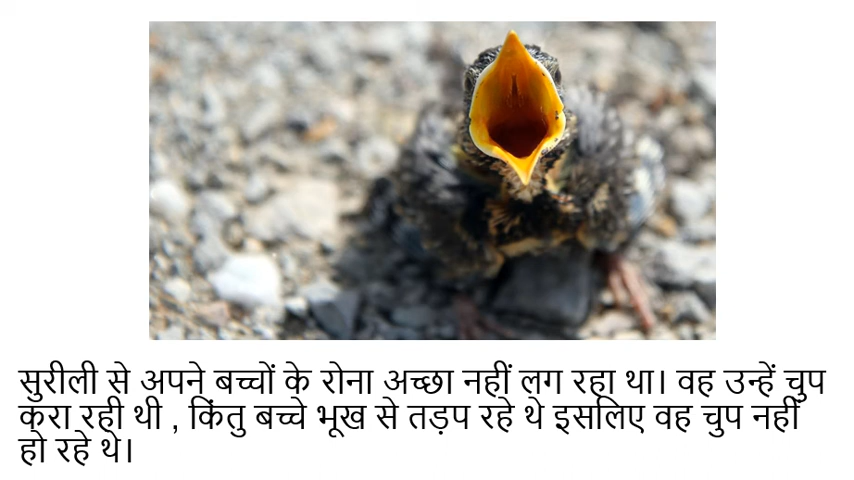 सुरीली से अपने बच्चों के रोना अच्छा नहीं लग रहा था। वह उन्हें चुप
करा रही थी , किंतु बच्चे भूख से तड़प रहे थे इसलिए वह चुप नहीं
हो रहे थे।